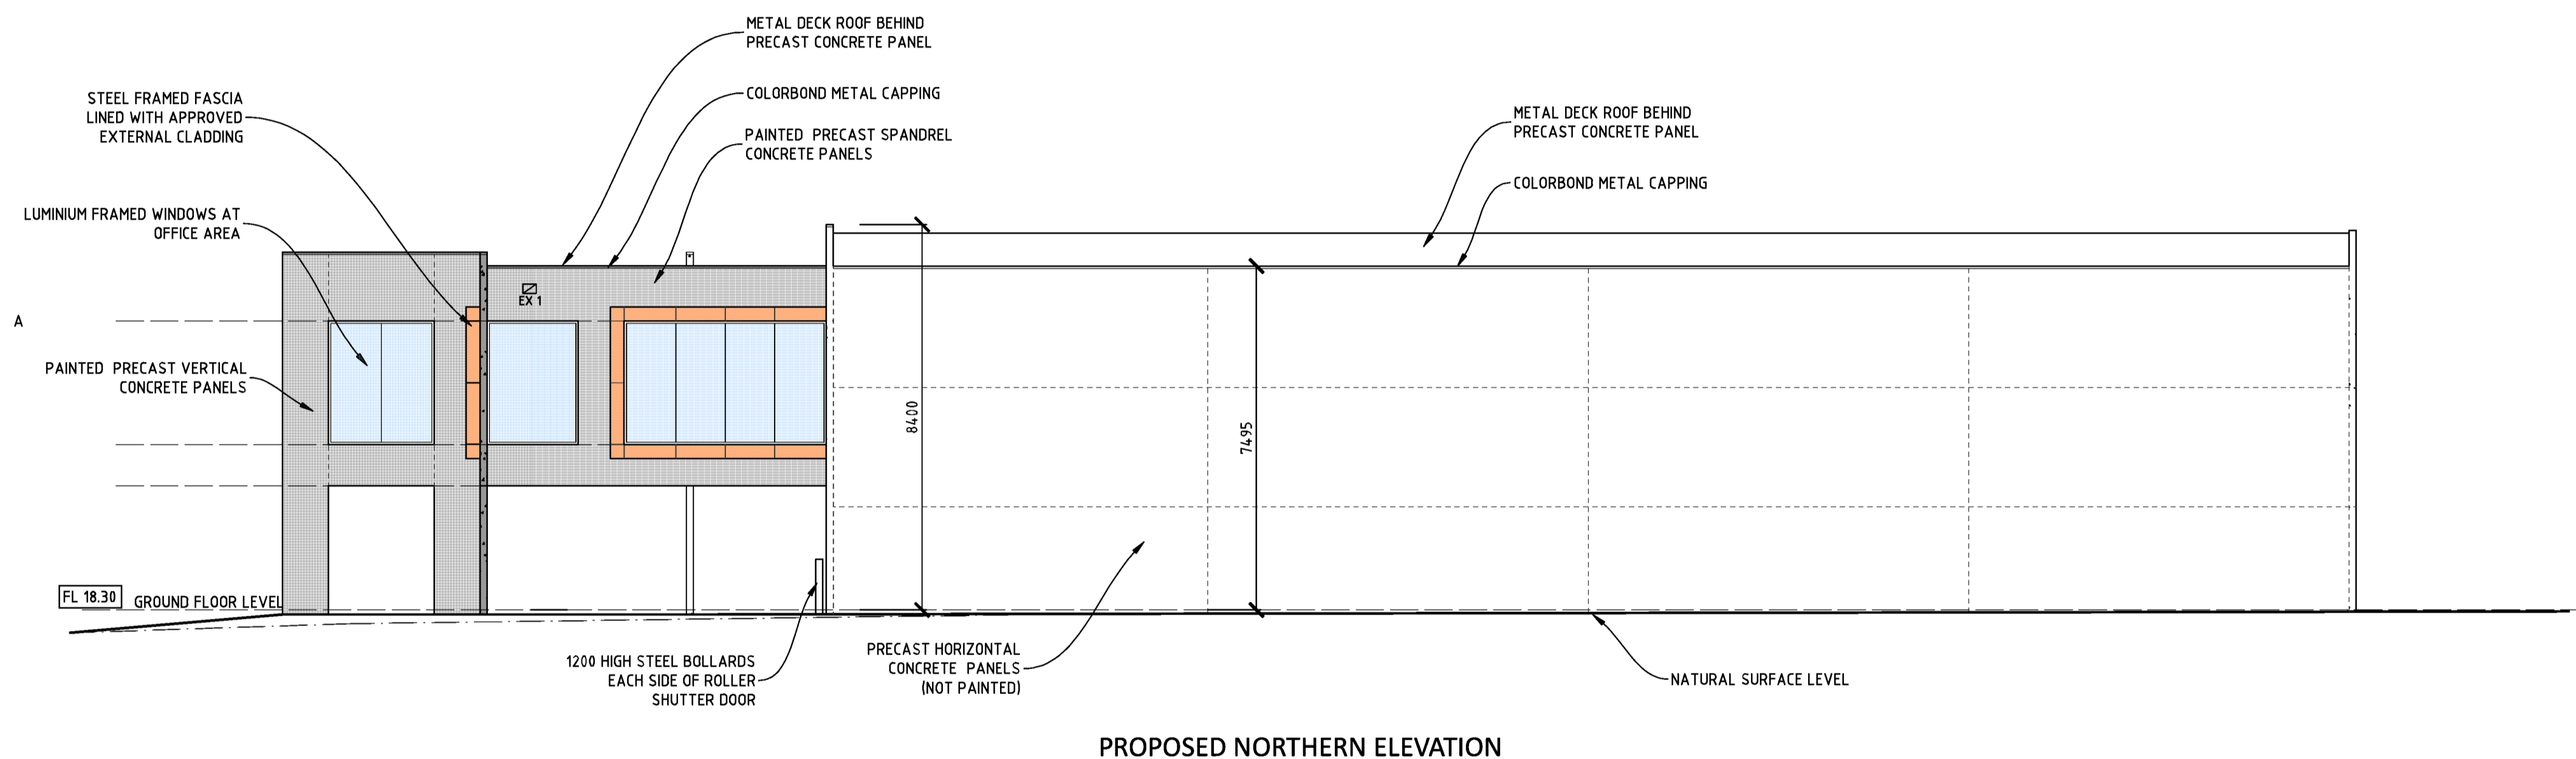 METAL DECK ROOF BEHIND
PRECAST CONCRETE PANEL
COLORBOND METAL CAPPING
PAINTED PRECAST SPANDREL
CONCRETE PANELS
STEEL FRAMED FASCIA
LINED WITH APPROVED
EXTERNAL CLADDING
LUMINIUM FRAMED WINDOWS AT
OFFICE AREA
METAL DECK ROOF BEHIND
PRECAST CONCRETE PANEL
COLORBOND METAL CAPPING
EX 1
A
PAINTED PRECAST VERTICAL
CONCRETE PANELS
8400
7495
FL 18.30
GROUND FLOOR LEVEL
1200 HIGH STEEL BOLLARDS
EACH SIDE OF ROLLER
SHUTTER DOOR
PRECAST HORIZONTAL
CONCRETE PANELS
(NOT PAINTED)
NATURAL SURFACE LEVEL
PROPOSED NORTHERN ELEVATION